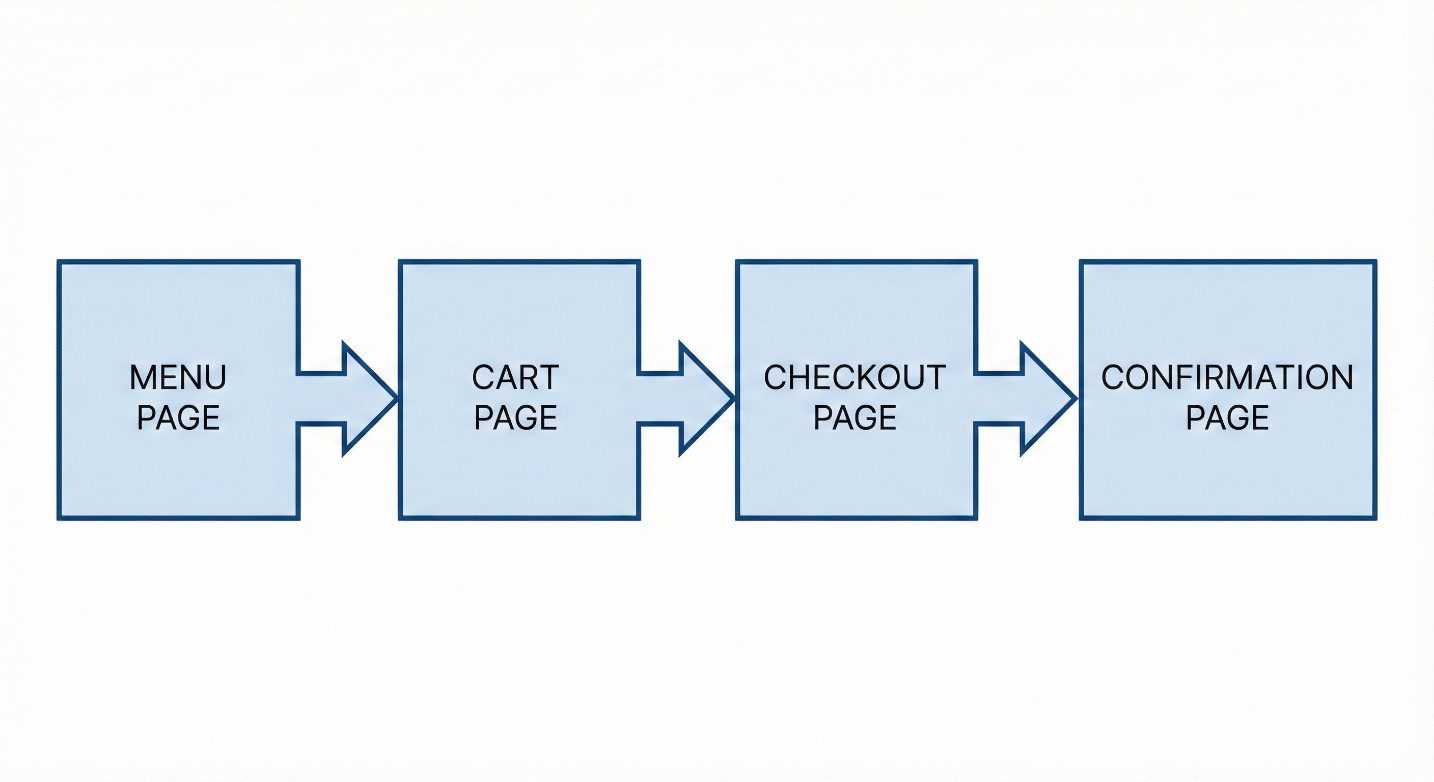 MENU
PAGE
CART
PAGE
CHECKOUT
PAGE
CONFIRMATION
PAGE